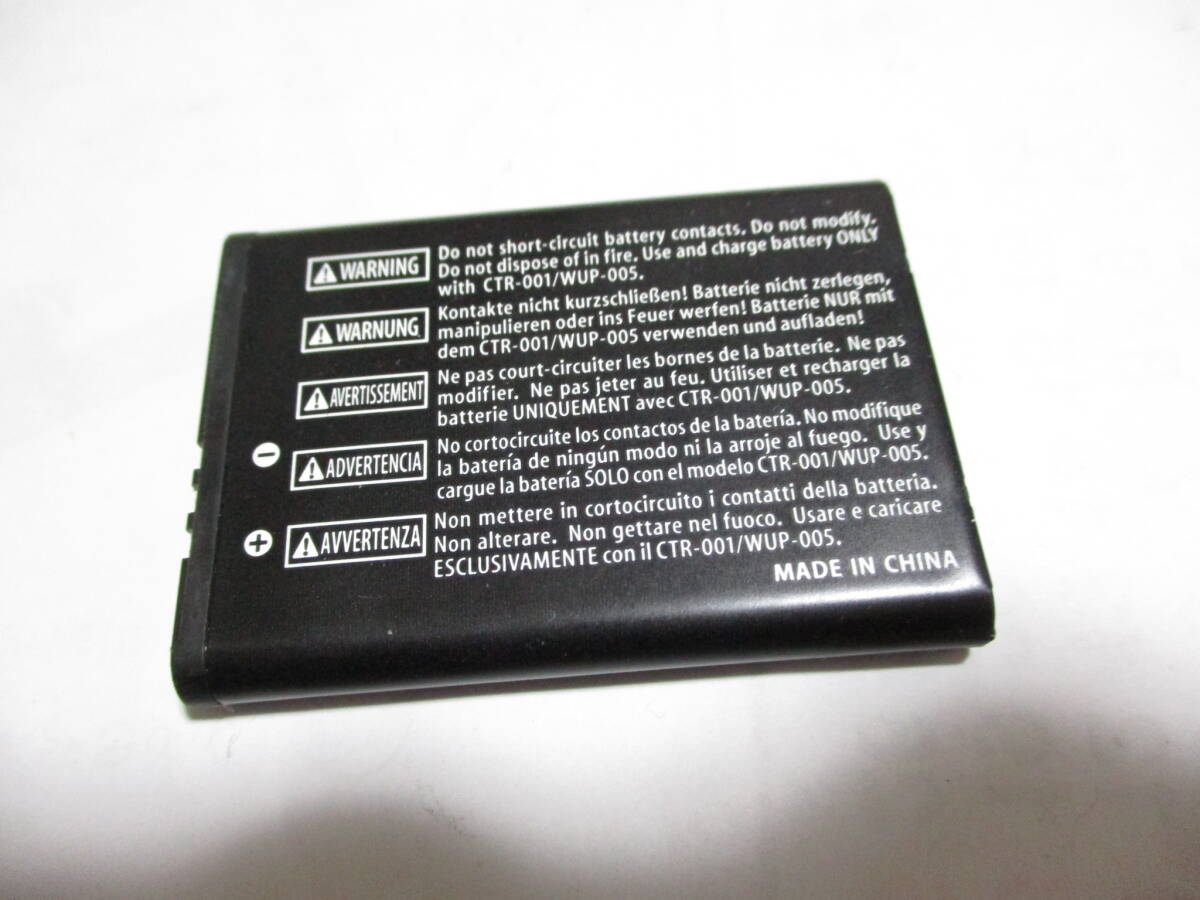 WARNING
Do not short-circuit battery contacts. Do not modify.
Do not dispose of in fire. Use and charge battery ONLY
with CTR-001/WUP-005.
WARNUNG
Kontakte nicht kurzschließen! Batterie nicht zerlegen,
manipulieren oder ins Feuer werfen! Batterie NUR mit
dem CTR-001/WUP-005 verwenden und aufladen!
AVERTISSEMENT
Ne pas court-circuiter les bornes de la batterie. Ne pas
modifier. Ne pas jeter au feu. Utiliser et recharger la
batterie UNIQUEMENT avec CTR-001/WUP-005.
ADVERTENCIA
No cortocircuite los contactos de la batería. No modifique
la batería de ningún modo ni la arroje al fuego. Use y
cargue la batería SOLO con el modelo CTR-001/WUP-005.
AVVERTENZA
Non mettere in cortocircuito i contatti della batteria.
Non alterare. Non gettare nel fuoco. Usare e caricare
ESCLUSIVAMENTE con il CTR-001/WUP-005.
MADE IN CHINA